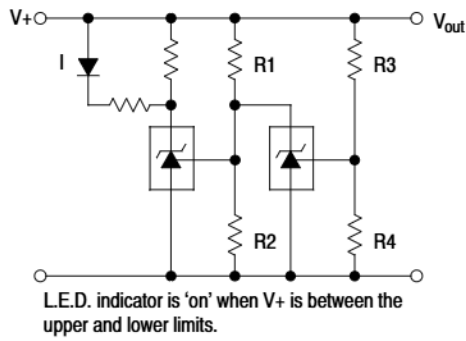 V+
Vout
I
R1
R3
R2
R4
L.E.D. indicator is ‘on’ when V+ is between the
upper and lower limits.